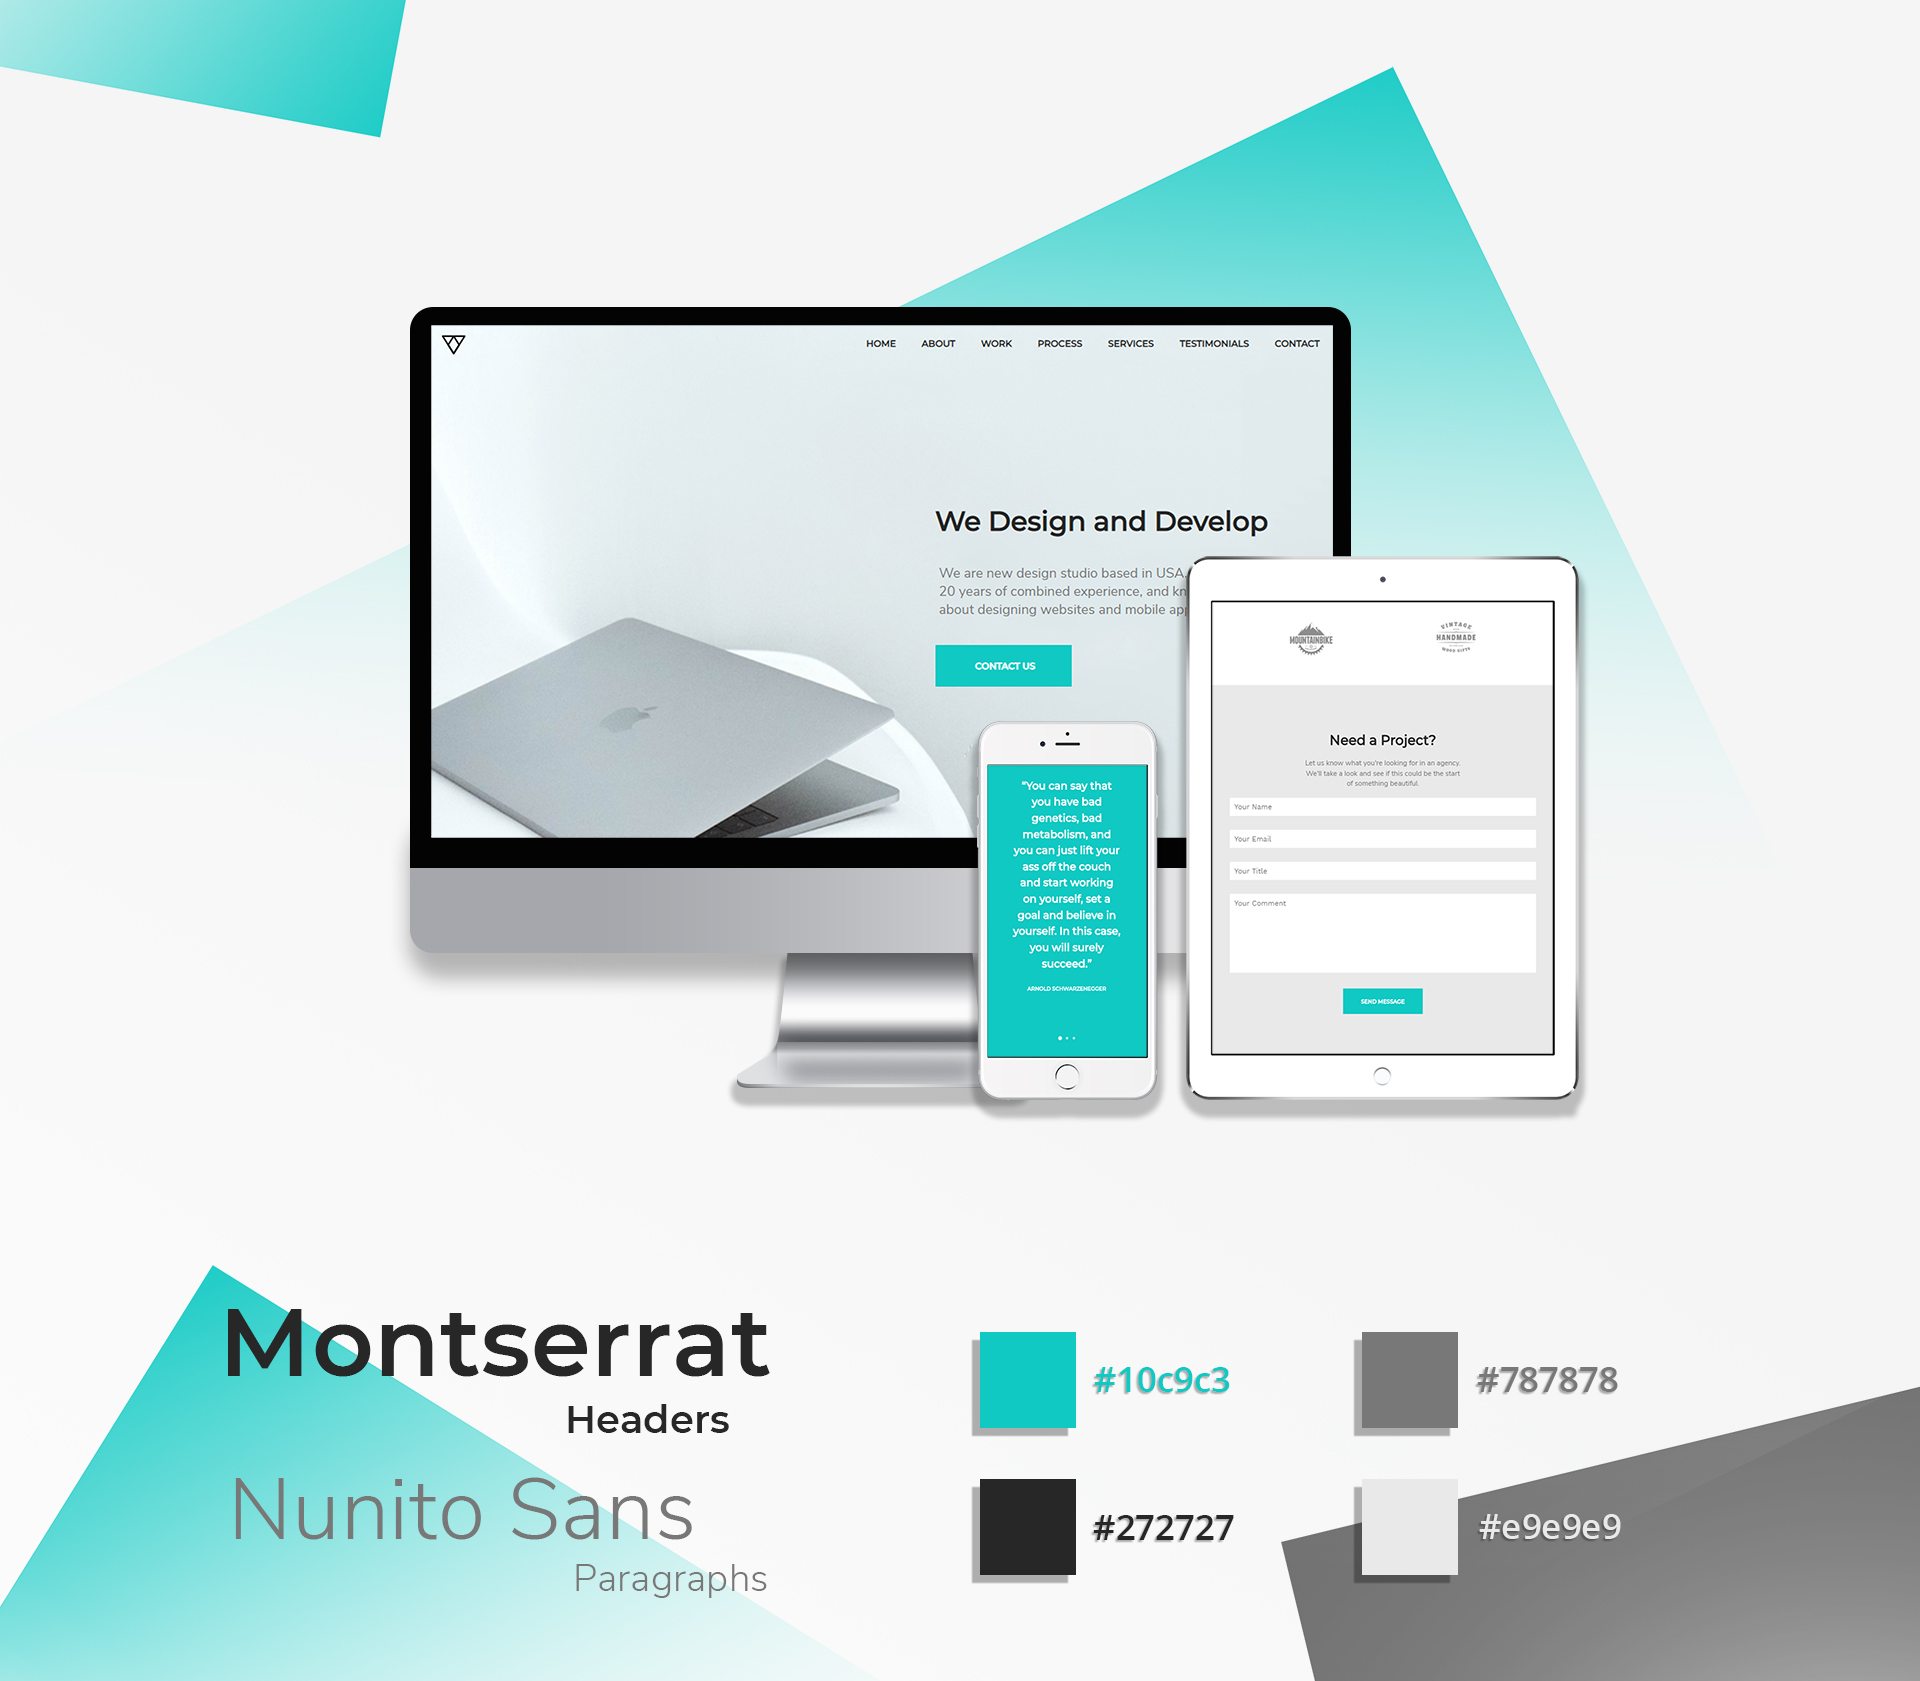 HOME ABOUT WORK PROCESS SERVICES TESTIMONIALS CONTACT
We Design and Develop
We are new design studio based in USA.
20 years of combined experience, and kn
about designing websites and mobile app
CONTACT US
"You can say that
you have bad
genetics, bad
metabolism, and
you can just lift your
ass off the couch
and start working
on yourself, set a
goal and believe in
yourself. In this case,
you will surely
succeed."
ARNOLD SCHWARZENEGGER
MOUNTAINBIKE
VINTAGE
HANDMADE
WOOD GIFTS
Need a Project?
Let us know what you're looking for in an agency.
We'll take a look and see if this could be the start
of something beautiful.
Your Name
Your Email
Your Title
Your Comment
SEND MESSAGE
Montserrat
Headers
Nunito Sans
Paragraphs
#10c9c3
#787878
#272727
#e9e9e9